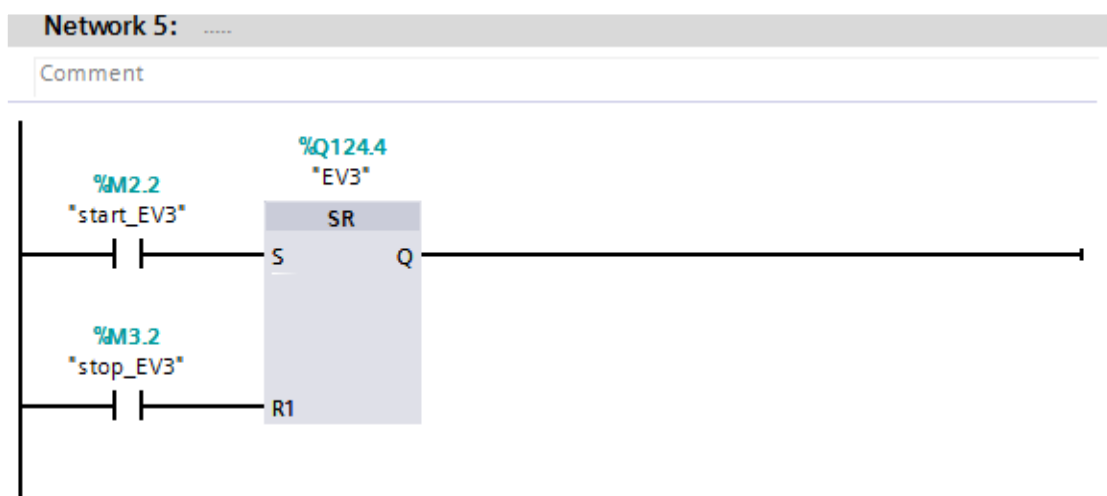 Network 5: .....
Comment
%Q124.4
"EV3"
%M2.2
"start_EV3"
SR
S Q
%M3.2
"stop_EV3"
R1